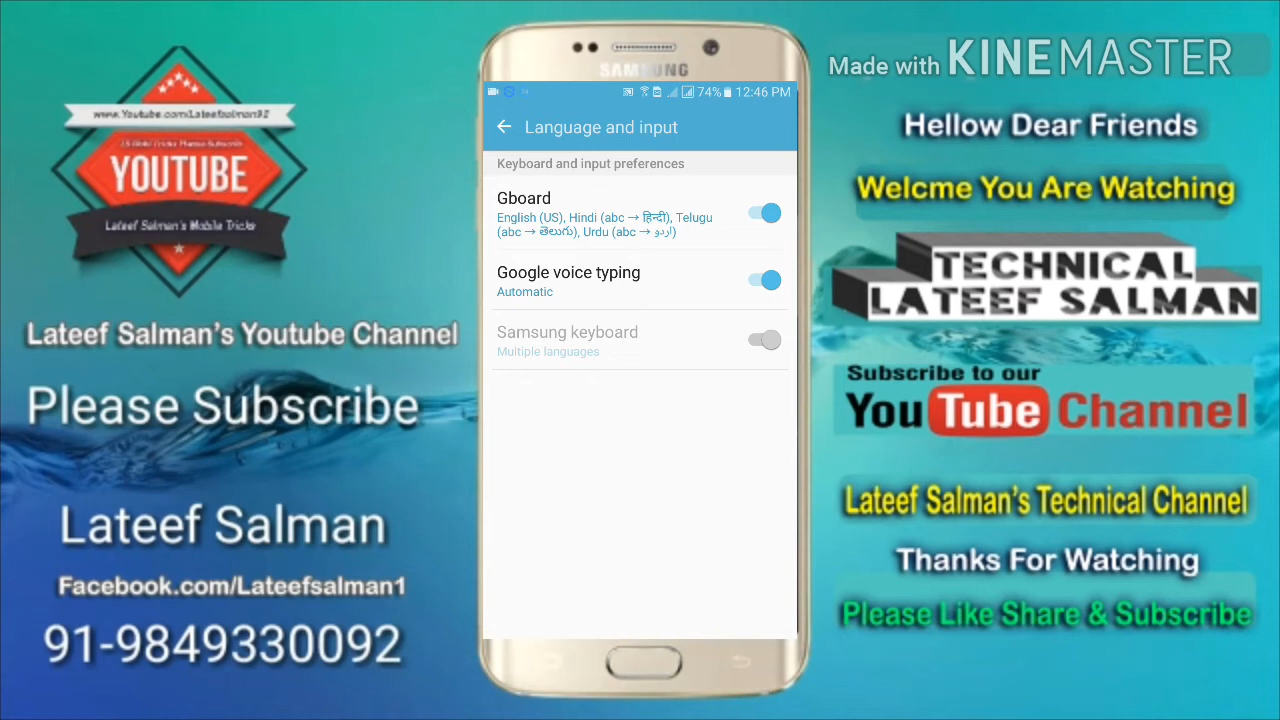 www.Youtube.com/Lateefsalman92
YOUTUBE
Lateef Salman's Mobile Tricks
Lateef Salman's Youtube Channel
Please Subscribe
Lateef Salman
Facebook.com/Lateefsalman1
91-9849330092
SAMSUNG
74% 12:46 PM
Language and input
Keyboard and input preferences
Gboard
English (US), Hindi (abc → हिन्दी), Telugu
(abc → తెలుగు), Urdu (abc → اردو)
Google voice typing
Automatic
Samsung keyboard
Multiple languages
Made with KINEMASTER
Hellow Dear Friends
Welcme You Are Watching
TECHNICAL
LATEEF SALMAN
Subscribe to our
YouTube Channel
Lateef Salman's Technical Channel
Thanks For Watching
Please Like Share & Subscribe